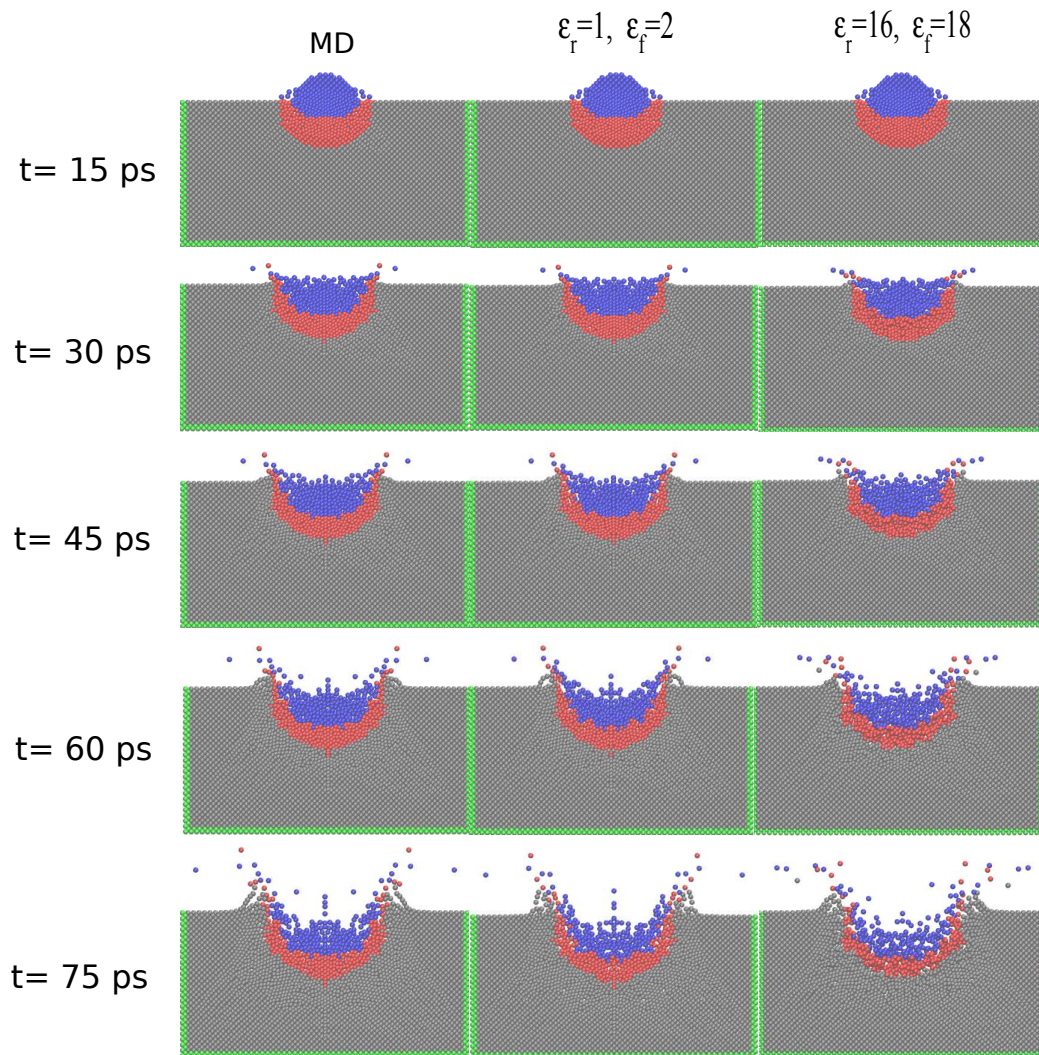 MD
εr=1, εf=2
εr=16, εf=18
t= 15 ps
t= 30 ps
t= 45 ps
t= 60 ps
t= 75 ps